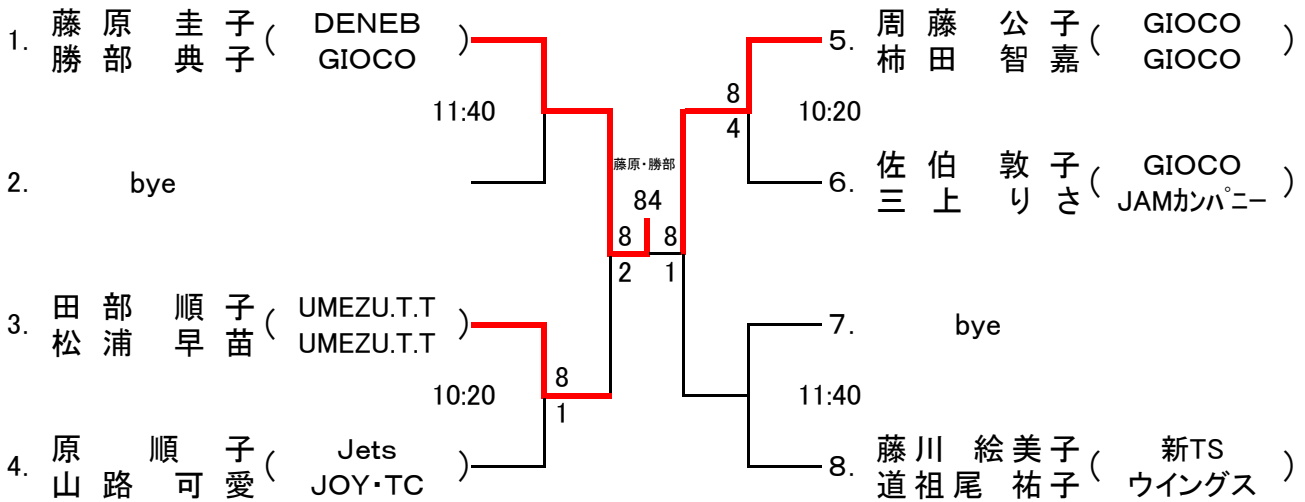 1. 藤原 圭子 ( DENEB )
勝部 典子 ( GIOCO )
11:40
2. bye
3. 田部 順子 ( UMEZU.T.T )
松浦 早苗 ( UMEZU.T.T )
10:20
8
1
4. 原 順子 ( Jets )
山路 可愛 ( JOY・TC )
藤原・勝部
84
8
2
8
1
5. 周藤 公子 ( GIOCO )
柿田 智嘉 ( GIOCO )
8
4
10:20
6. 佐伯 敦子 ( GIOCO )
三上 りさ ( JAMｶﾝﾊﾟﾆｰ )
7. bye
11:40
8. 藤川 絵美子 ( 新TS )
道祖尾 祐子 ( ウイングス )